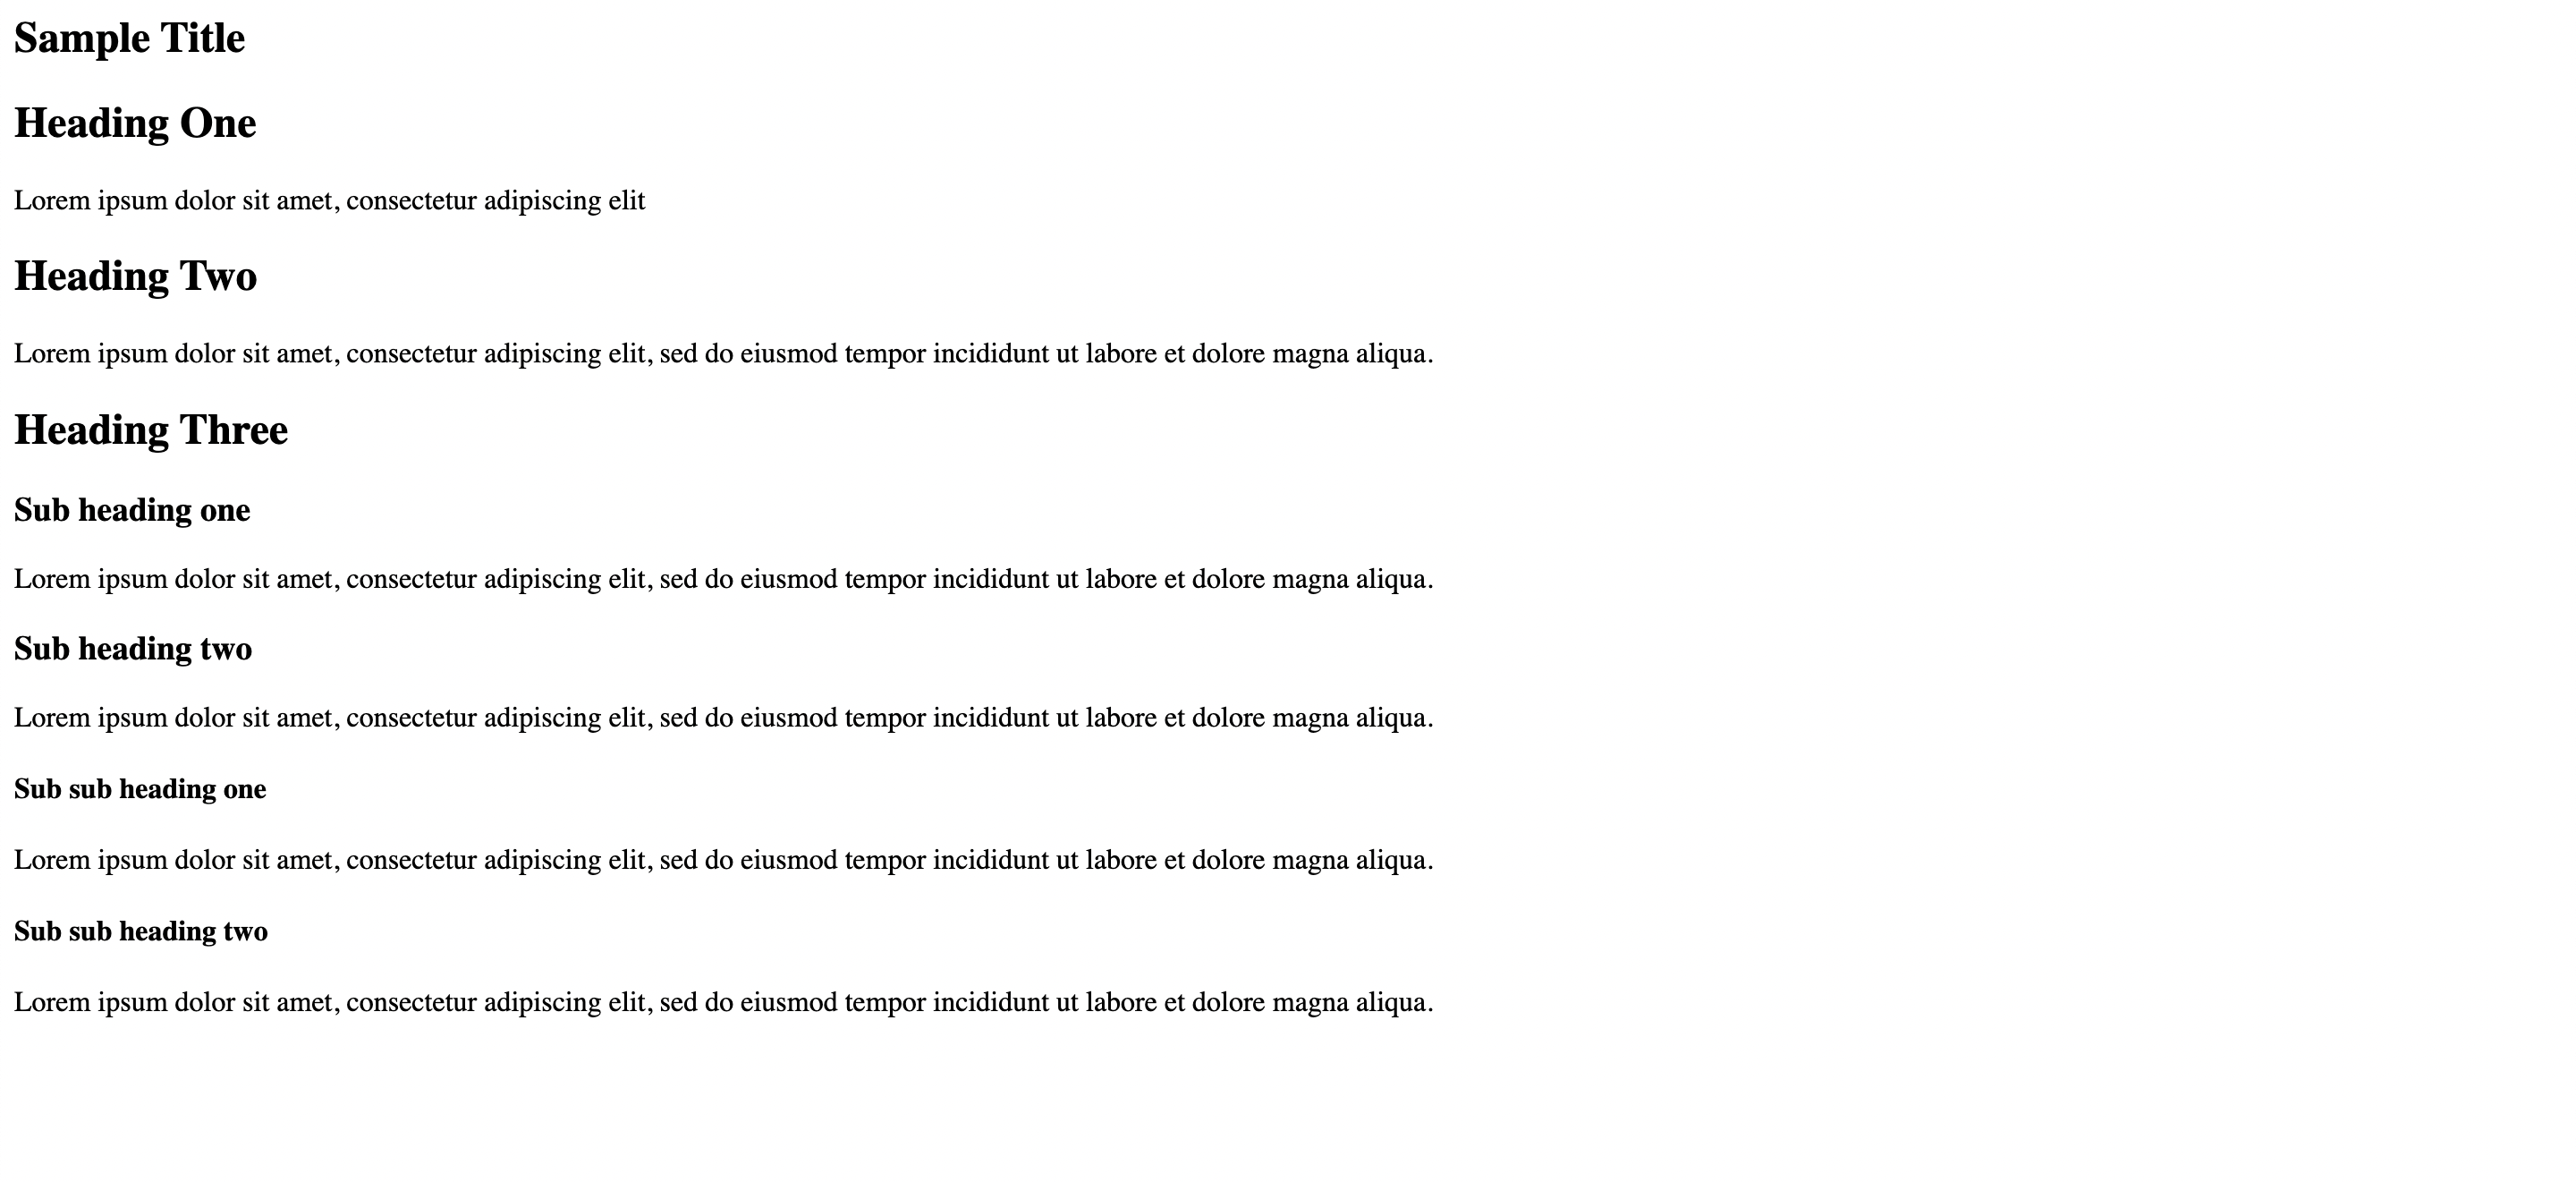 Sample Title
Heading One
Lorem ipsum dolor sit amet, consectetur adipiscing elit
Heading Two
Lorem ipsum dolor sit amet, consectetur adipiscing elit, sed do eiusmod tempor incididunt ut labore et dolore magna aliqua.
Heading Three
Sub heading one
Lorem ipsum dolor sit amet, consectetur adipiscing elit, sed do eiusmod tempor incididunt ut labore et dolore magna aliqua.
Sub heading two
Lorem ipsum dolor sit amet, consectetur adipiscing elit, sed do eiusmod tempor incididunt ut labore et dolore magna aliqua.
Sub sub heading one
Lorem ipsum dolor sit amet, consectetur adipiscing elit, sed do eiusmod tempor incididunt ut labore et dolore magna aliqua.
Sub sub heading two
Lorem ipsum dolor sit amet, consectetur adipiscing elit, sed do eiusmod tempor incididunt ut labore et dolore magna aliqua.